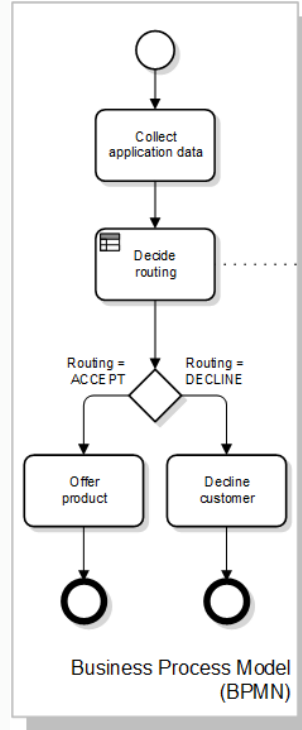 Collect
application data
Decide
routing
Routing =
ACCEPT
Routing =
DECLINE
Offer
product
Decline
customer
Business Process Model
(BPMN)